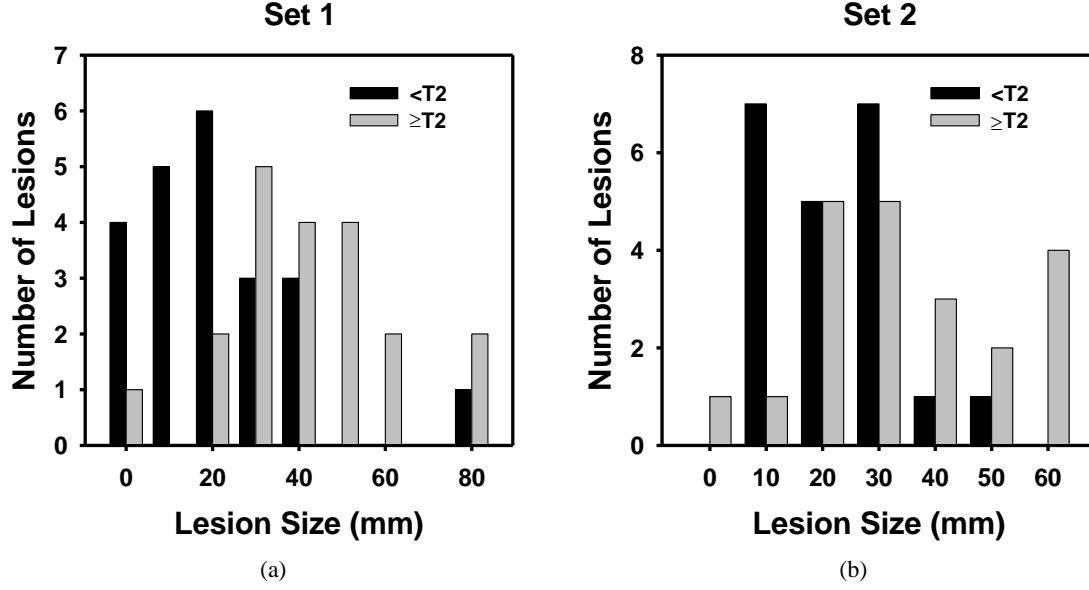 Set 1
7
6
5
4
3
2
1
0
Number of Lesions
<T2
≥T2
0 20 40 60 80
Lesion Size (mm)
(a)
Set 2
8
6
4
2
0
Number of Lesions
<T2
≥T2
0 10 20 30 40 50 60
Lesion Size (mm)
(b)